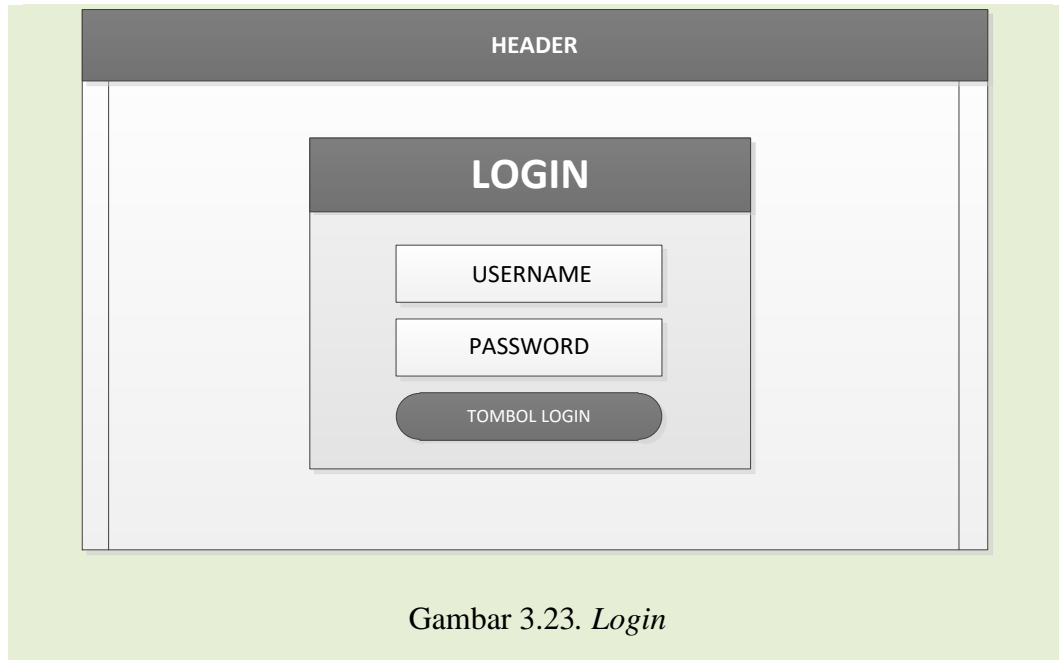 HEADER
LOGIN
USERNAME
PASSWORD
TOMBOL LOGIN
Gambar 3.23. Login